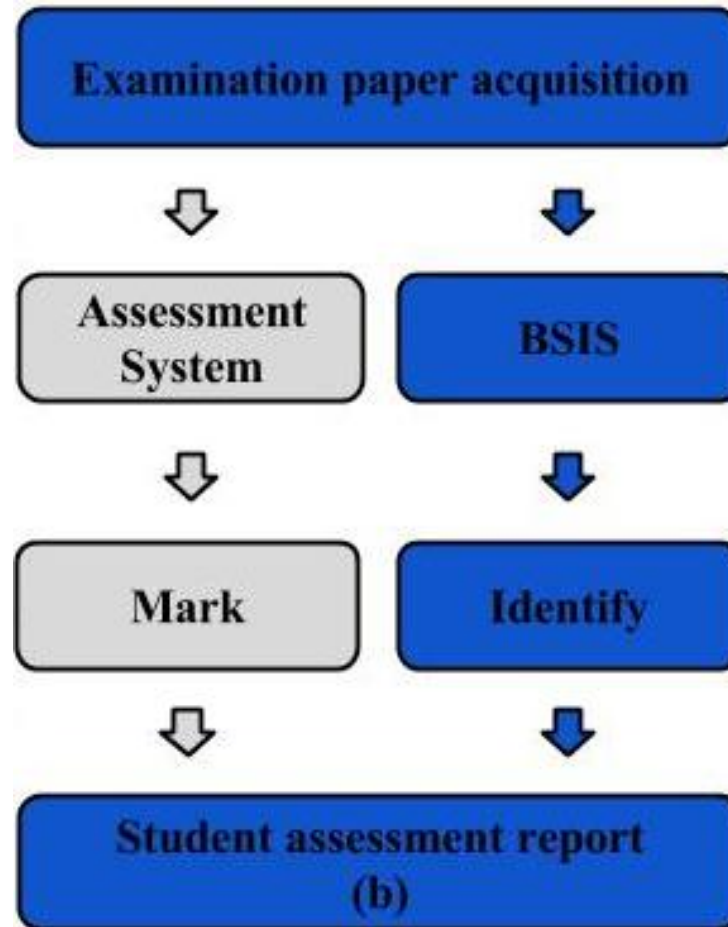 Examination paper acquisition
Assessment
System
BSIS
Mark
Identify
Student assessment report
(b)